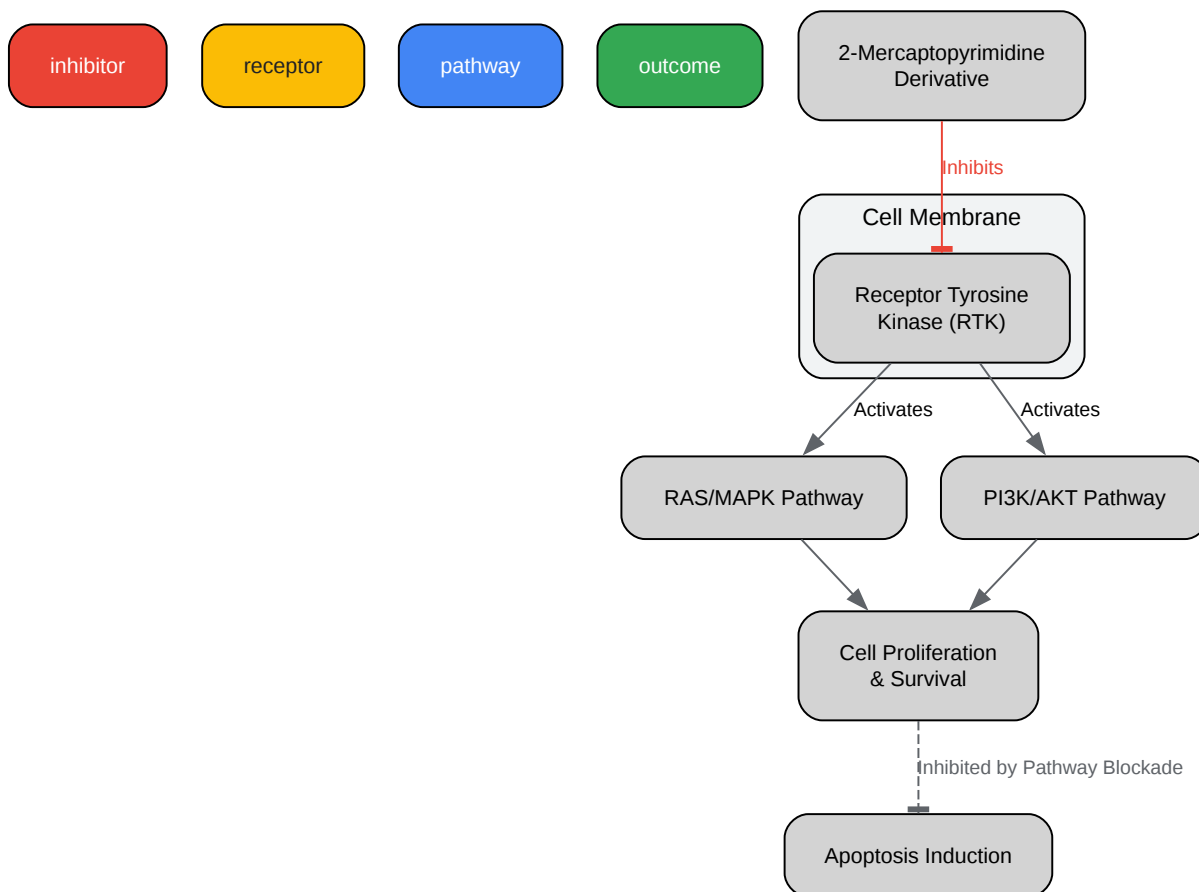 inhibitor
receptor
pathway
outcome
2-Mercaptopyrimidine
Derivative
Inhibits
Cell Membrane
Receptor Tyrosine
Kinase (RTK)
Activates
Activates
RAS/MAPK Pathway
PI3K/AKT Pathway
Cell Proliferation
& Survival
Inhibited by Pathway Blockade
Apoptosis Induction